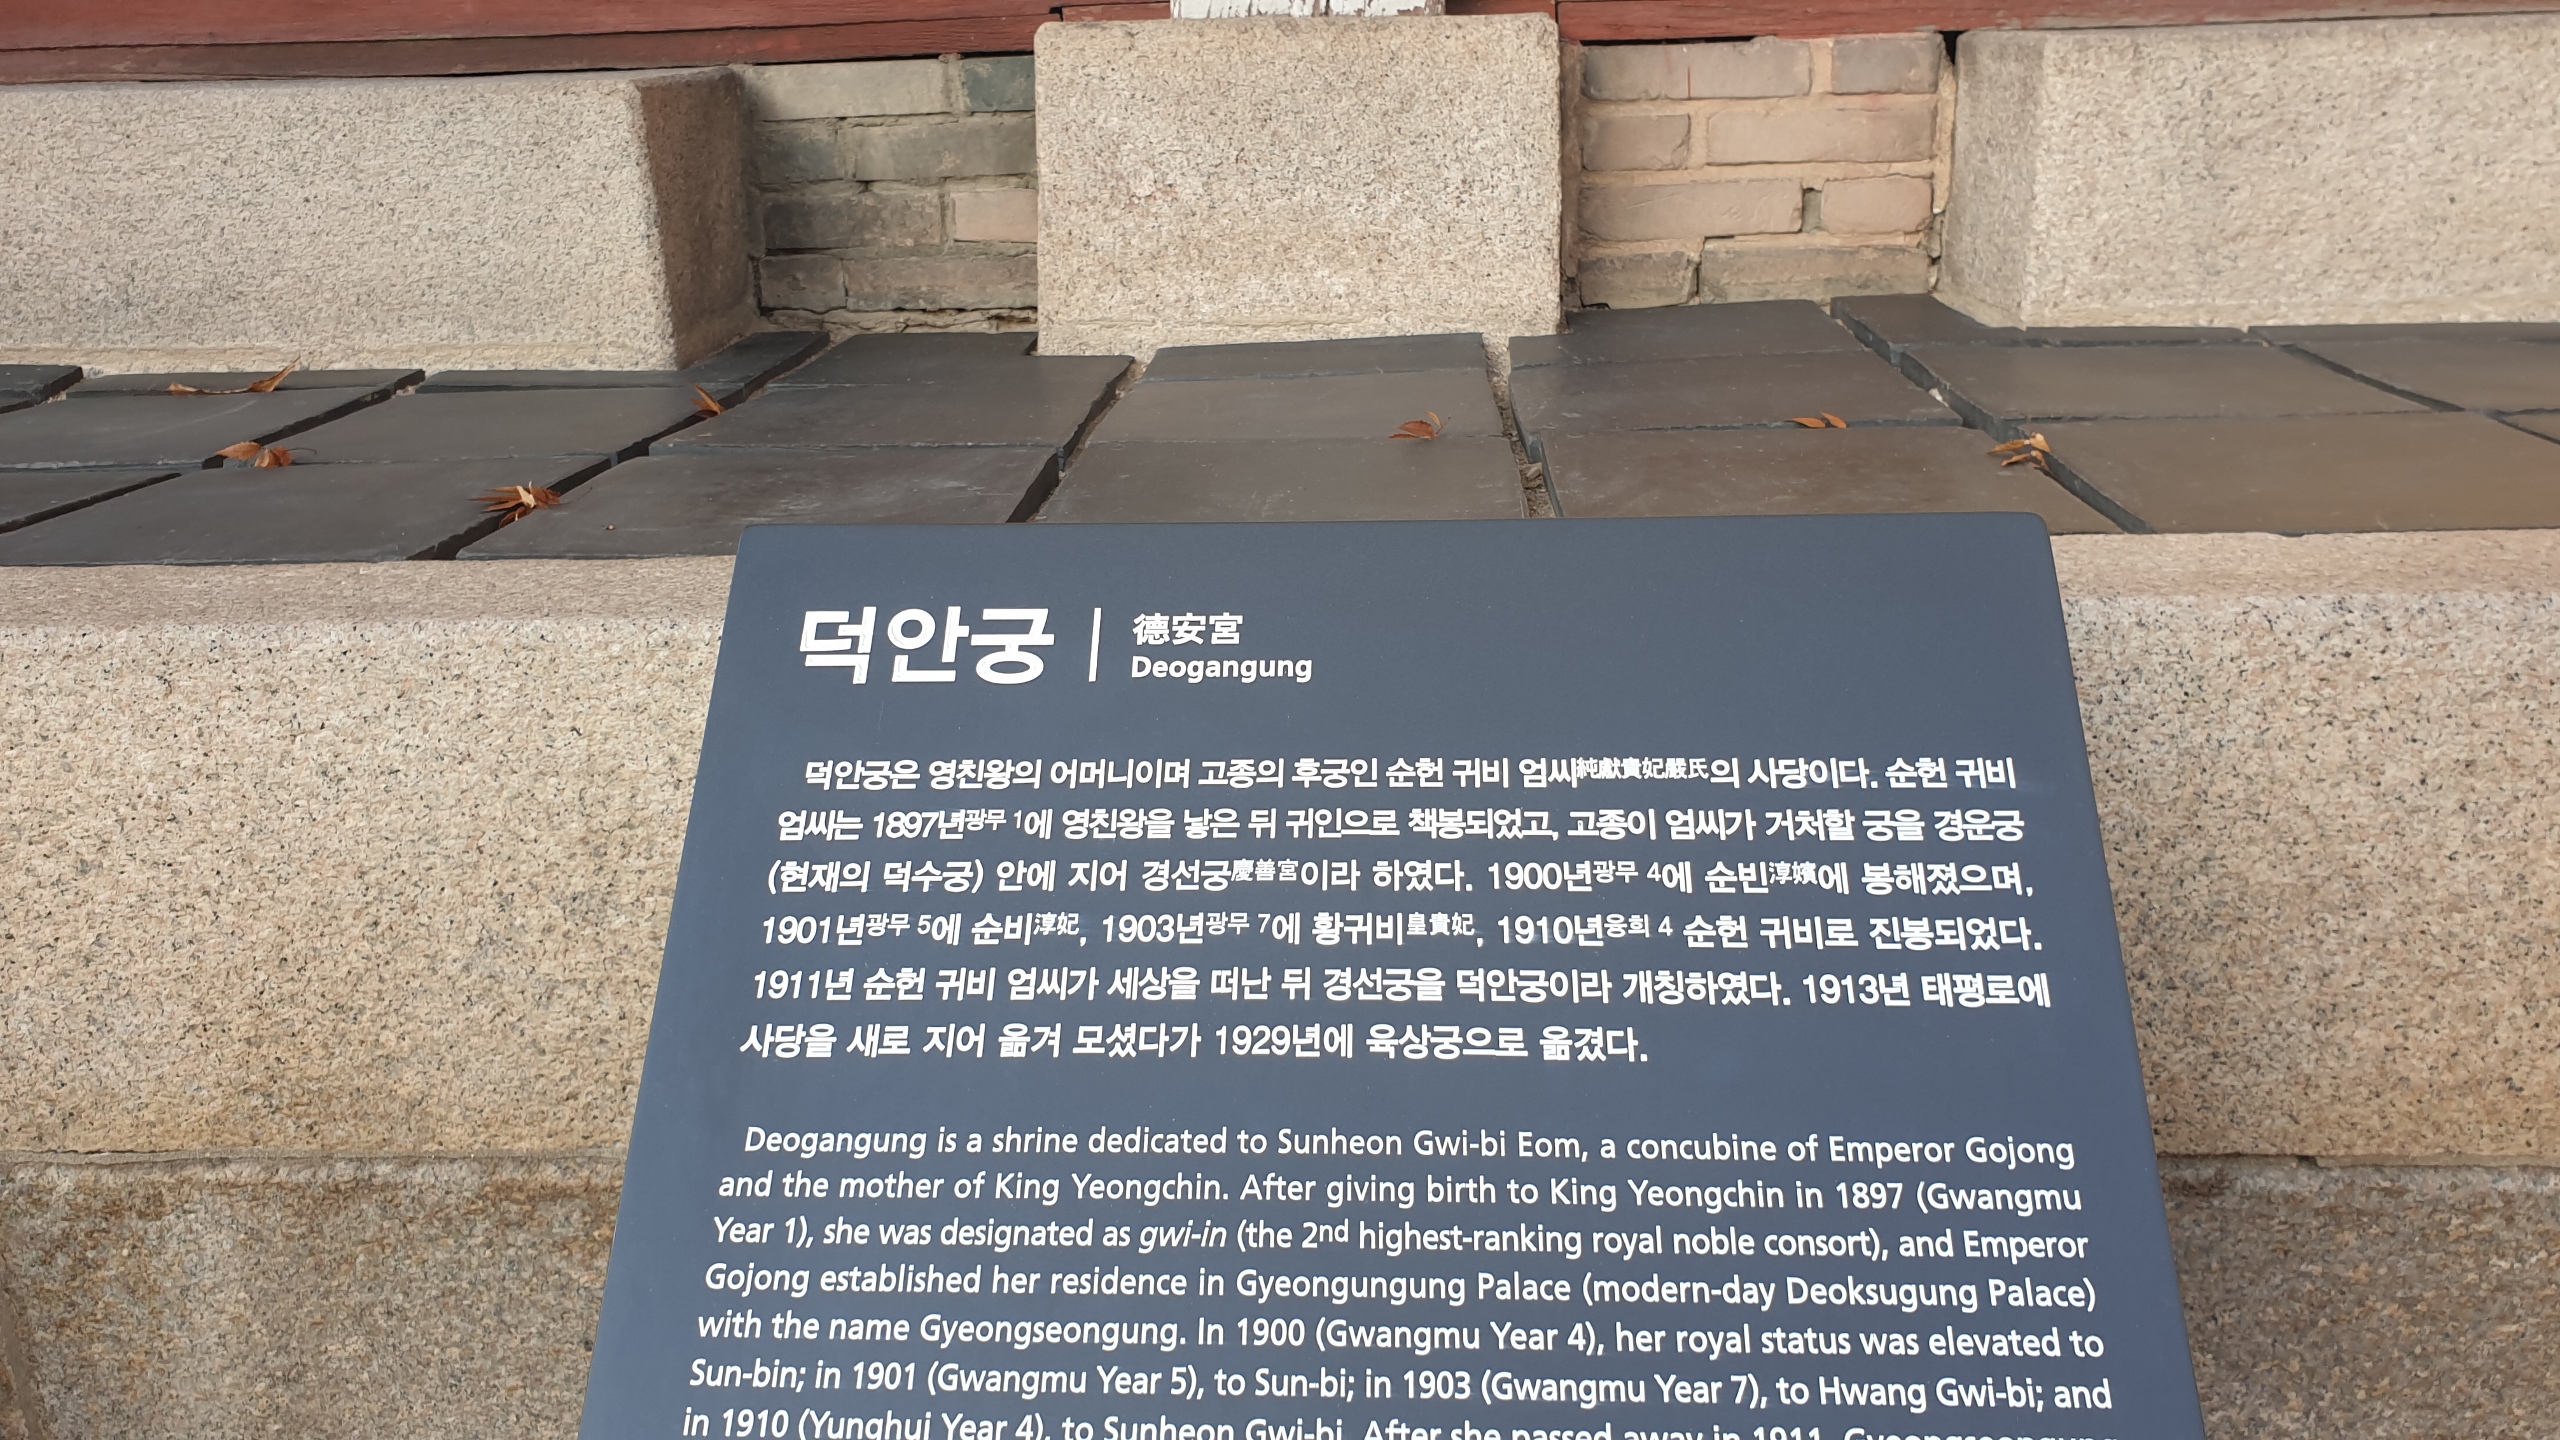 덕안궁
德安宮
Deogangung
덕안궁은 영친왕의 어머니이며 고종의 후궁인 순헌 귀비 엄씨純獻貴妃嚴氏의 사당이다. 순헌 귀비
엄씨는 1897년광무 1에 영친왕을 낳은 뒤 귀인으로 책봉되었고, 고종이 엄씨가 거처할 궁을 경운궁
(현재의 덕수궁) 안에 지어 경선궁慶善宮이라 하였다. 1900년광무 4에 순빈淳嬪에 봉해졌으며,
1901년광무 5에 순비淳妃, 1903년광무 7에 황귀비皇貴妃, 1910년융희 4 순헌 귀비로 진봉되었다.
1911년 순헌 귀비 엄씨가 세상을 떠난 뒤 경선궁을 덕안궁이라 개칭하였다. 1913년 태평로에
사당을 새로 지어 옮겨 모셨다가 1929년에 육상궁으로 옮겼다.
Deogangung is a shrine dedicated to Sunheon Gwi-bi Eom, a concubine of Emperor Gojong
and the mother of King Yeongchin. After giving birth to King Yeongchin in 1897 (Gwangmu
Year 1), she was designated as gwi-in (the 2nd highest-ranking royal noble consort), and Emperor
Gojong established her residence in Gyeongungung Palace (modern-day Deoksugung Palace)
with the name Gyeongseongung. In 1900 (Gwangmu Year 4), her royal status was elevated to
Sun-bin; in 1901 (Gwangmu Year 5), to Sun-bi; in 1903 (Gwangmu Year 7), to Hwang Gwi-bi; and
in 1910 (Yunghui Year 4), to Sunheon Gwi-bi. After she passed away in 1911, Gyeongseongung